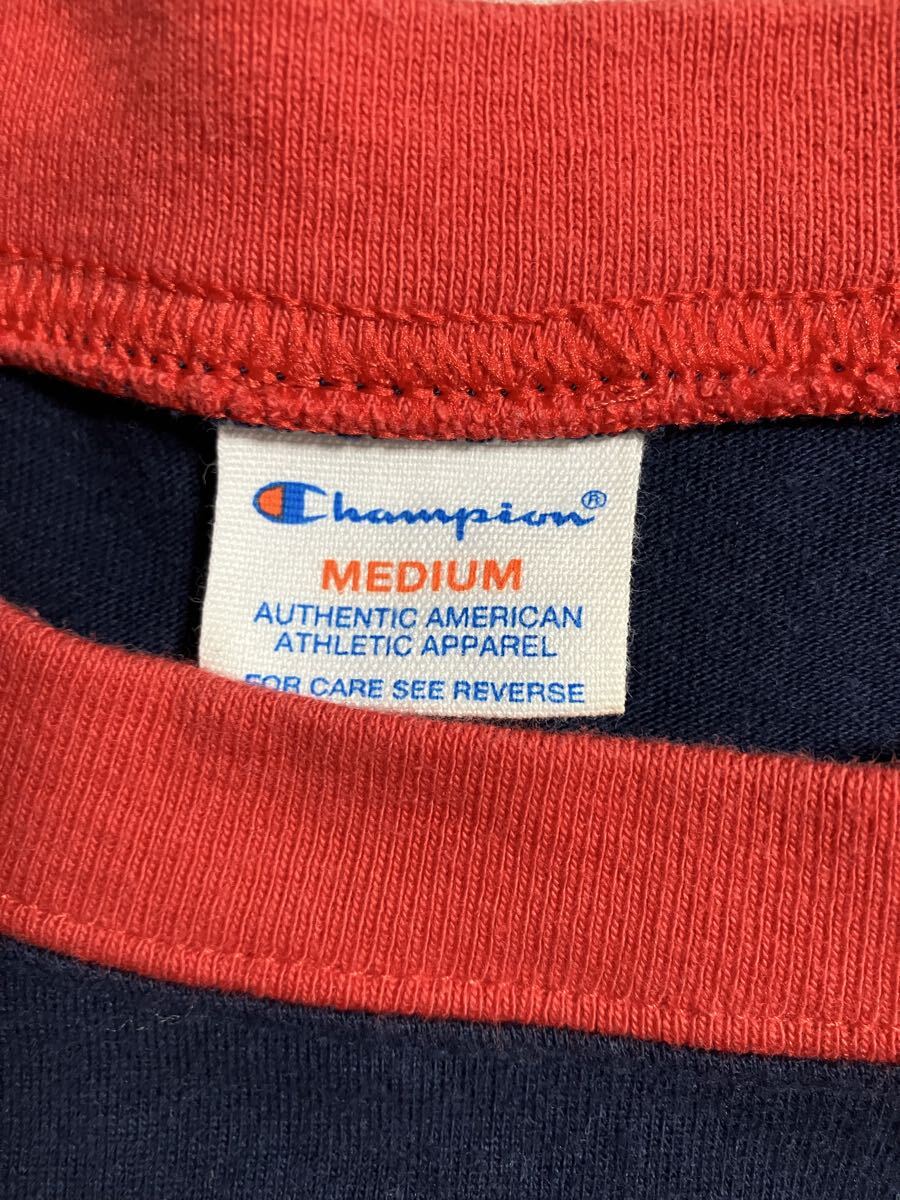 Champion®
MEDIUM
AUTHENTIC AMERICAN
ATHLETIC APPAREL
FOR CARE SEE REVERSE